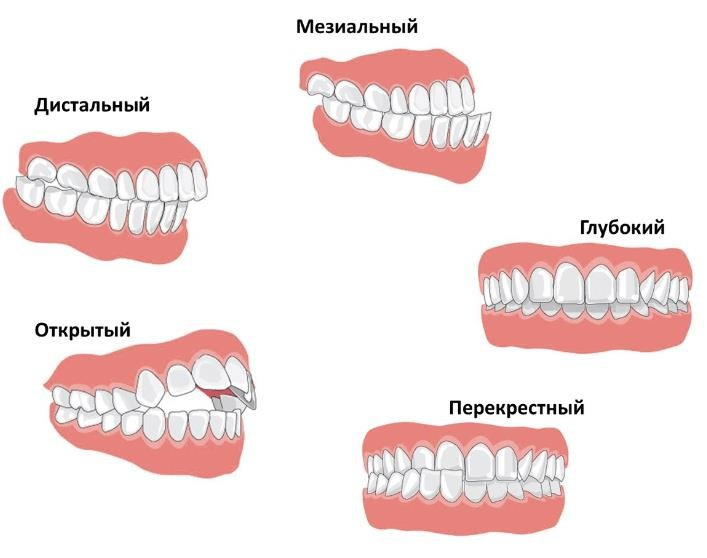 Мезиальный
Дистальный
Глубокий
Открытый
Перекрестный